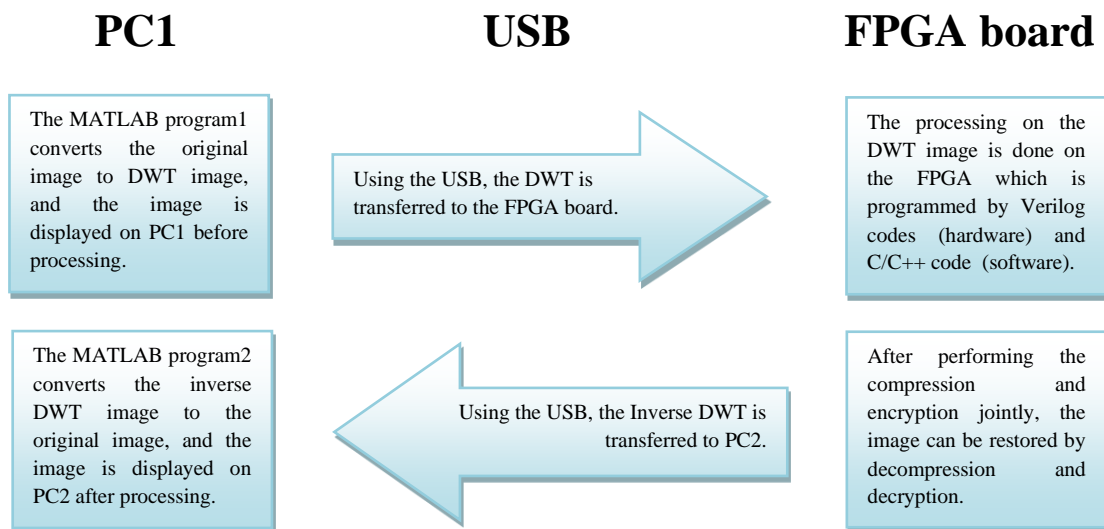 PC1
USB
FPGA board
The MATLAB program1
converts the original
image to DWT image,
and the image is
displayed on PC1 before
processing.
Using the USB, the DWT is
transferred to the FPGA board.
The processing on the
DWT image is done on
the FPGA which is
programmed by Verilog
codes (hardware) and
C/C++ code (software).
The MATLAB program2
converts the inverse
DWT image to the
original image, and the
image is displayed on
PC2 after processing.
Using the USB, the Inverse DWT is
transferred to PC2.
After performing the
compression and
encryption jointly, the
image can be restored by
decompression and
decryption.